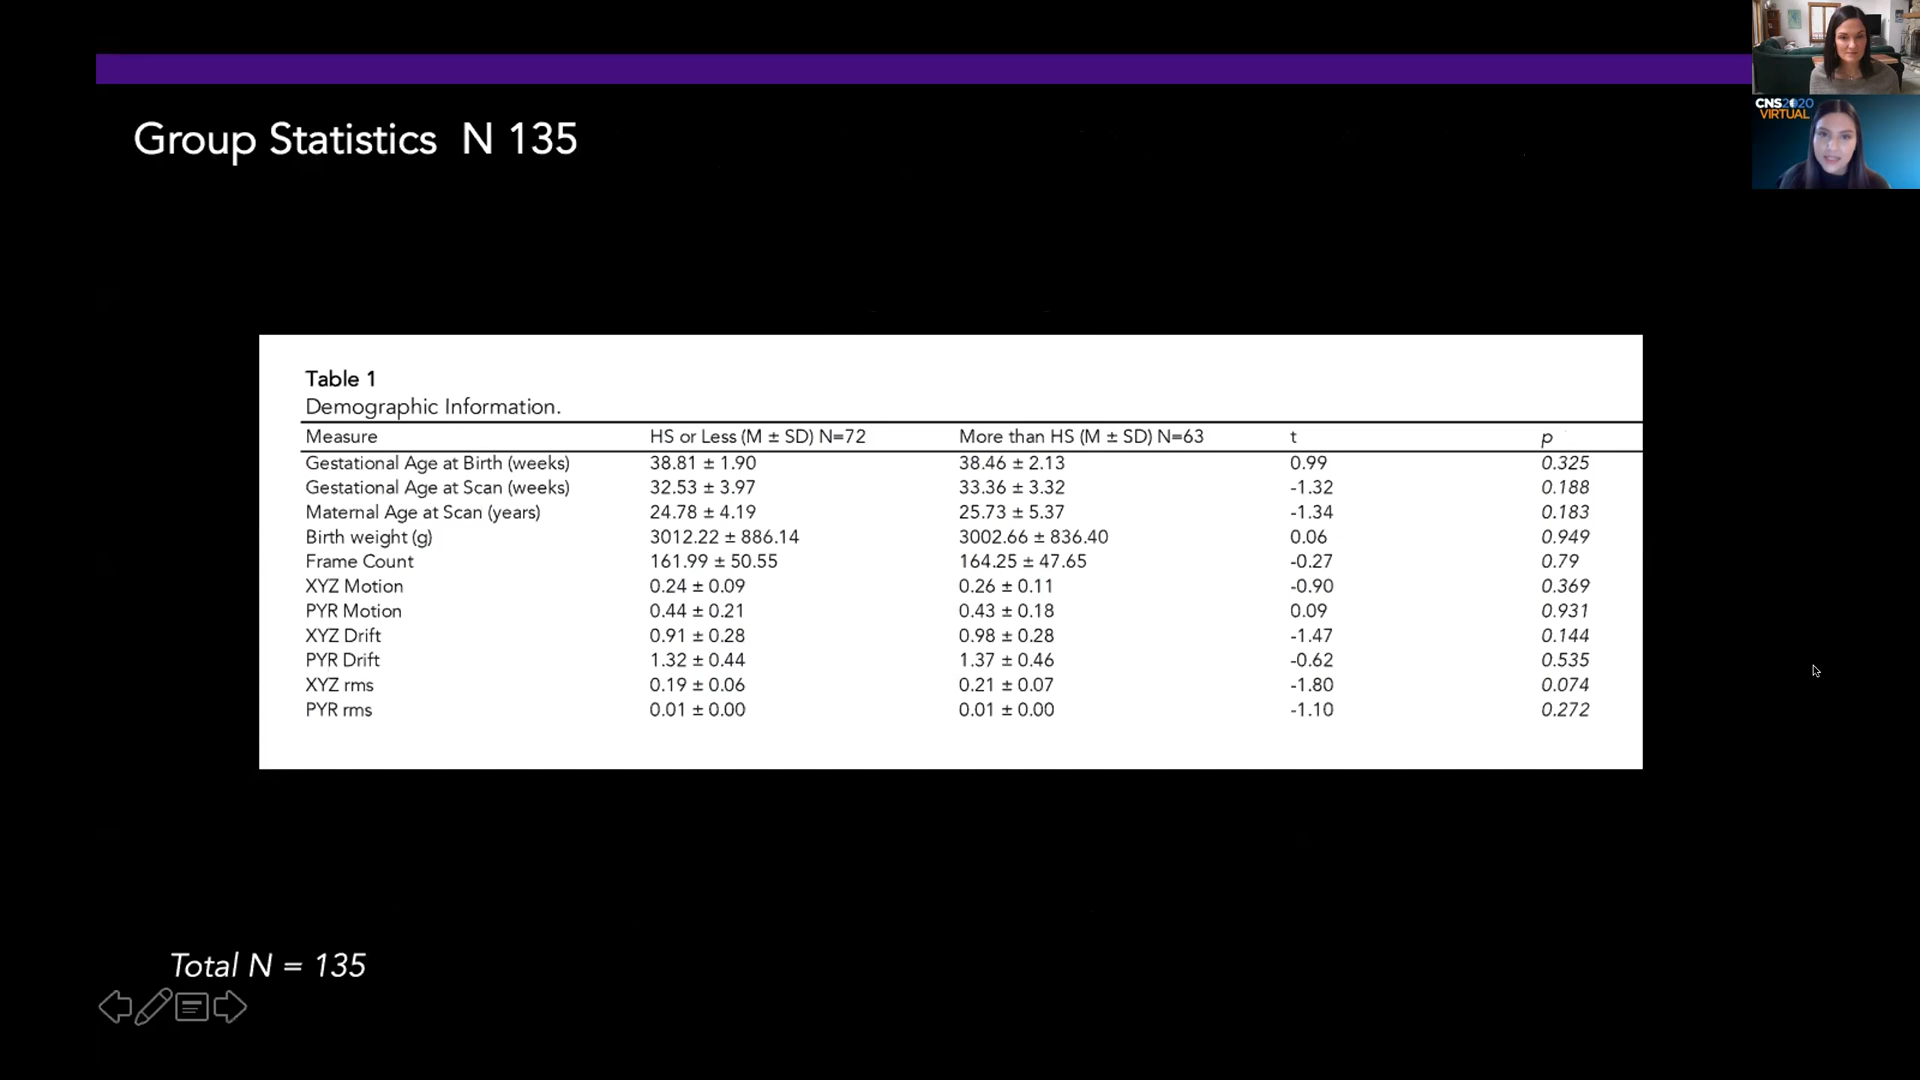 CNS2020
VIRTUAL
Group Statistics N 135
Table 1
Demographic Information.
Measure HS or Less (M ± SD) N=72 More than HS (M ± SD) N=63 t p
Gestational Age at Birth (weeks) 38.81 ± 1.90 38.46 ± 2.13 0.99 0.325
Gestational Age at Scan (weeks) 32.53 ± 3.97 33.36 ± 3.32 -1.32 0.188
Maternal Age at Scan (years) 24.78 ± 4.19 25.73 ± 5.37 -1.34 0.183
Birth weight (g) 3012.22 ± 886.14 3002.66 ± 836.40 0.06 0.949
Frame Count 161.99 ± 50.55 164.25 ± 47.65 -0.27 0.79
XYZ Motion 0.24 ± 0.09 0.26 ± 0.11 -0.90 0.369
PYR Motion 0.44 ± 0.21 0.43 ± 0.18 0.09 0.931
XYZ Drift 0.91 ± 0.28 0.98 ± 0.28 -1.47 0.144
PYR Drift 1.32 ± 0.44 1.37 ± 0.46 -0.62 0.535
XYZ rms 0.19 ± 0.06 0.21 ± 0.07 -1.80 0.074
PYR rms 0.01 ± 0.00 0.01 ± 0.00 -1.10 0.272
Total N = 135